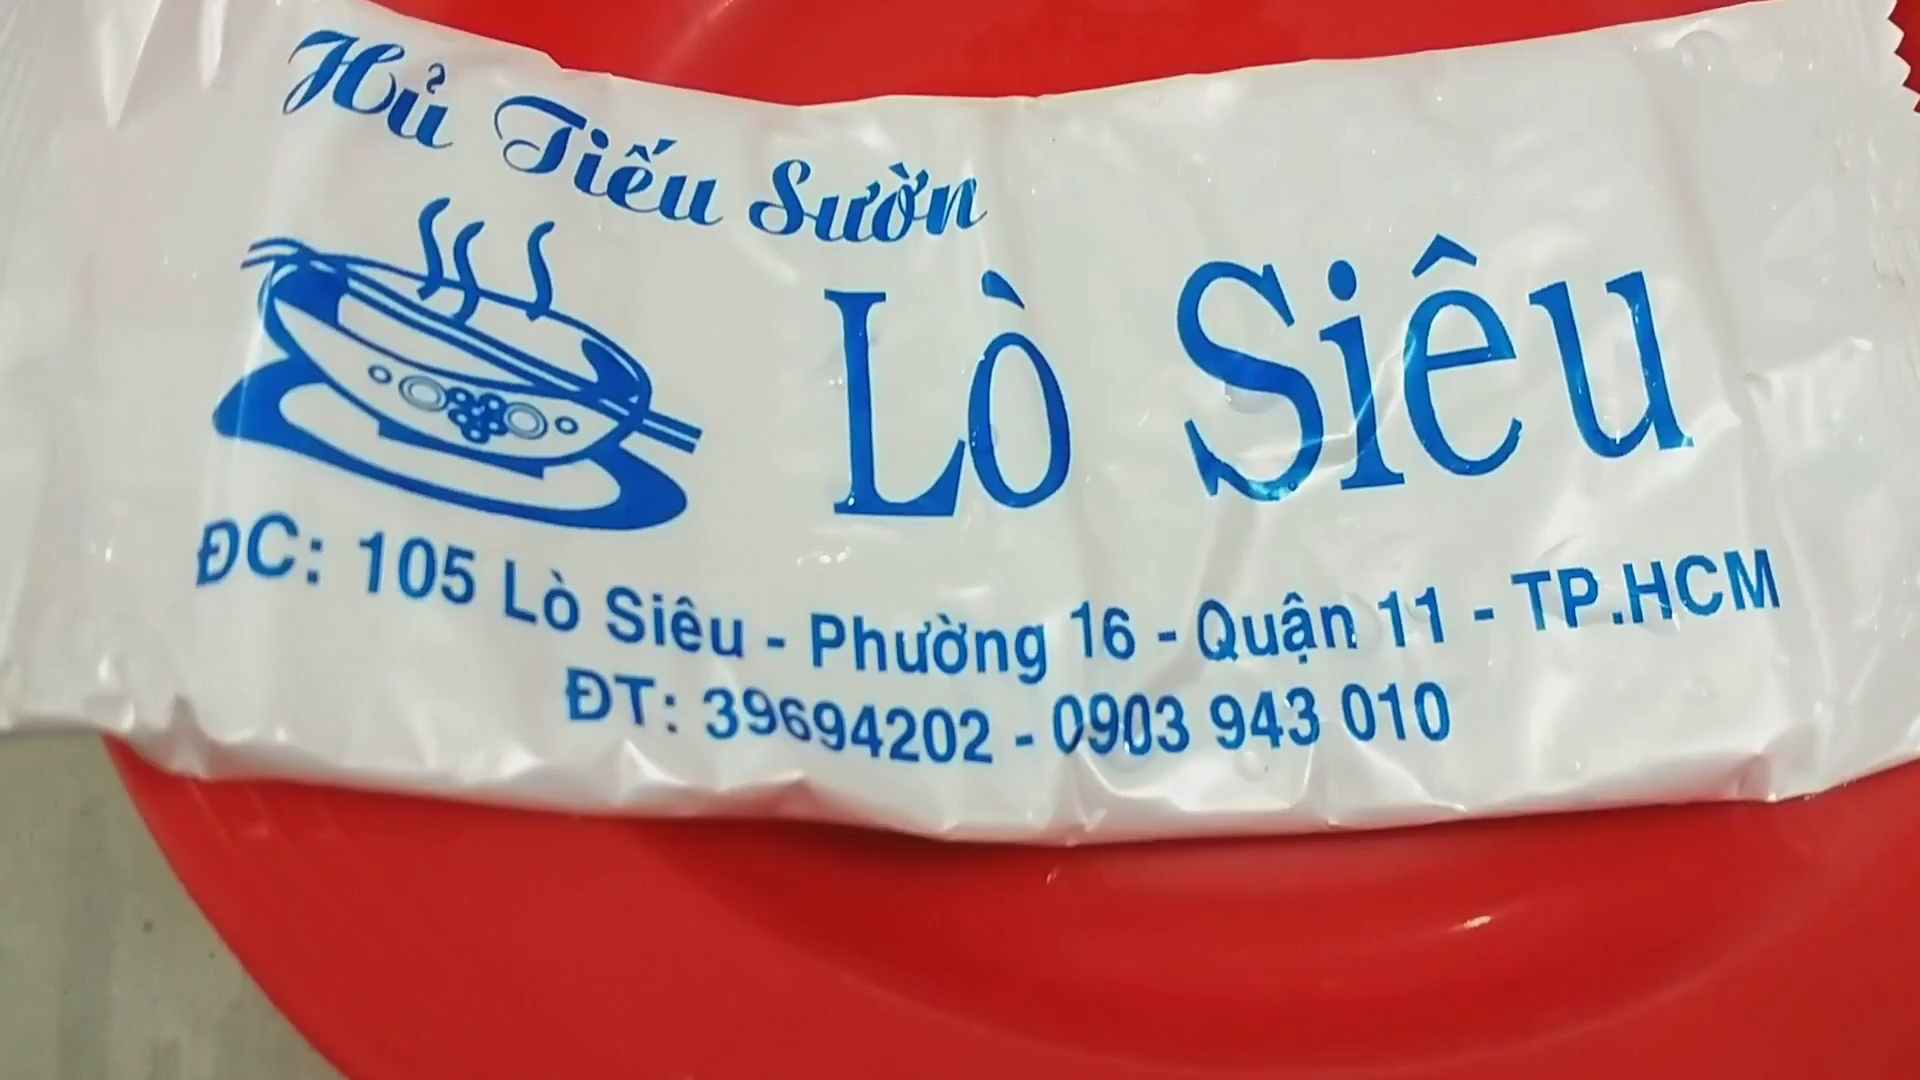 Hủ Tiếu Sườn
Lò Siêu
ĐC: 105 Lò Siêu - Phường 16 - Quận 11 - TP.HCM
ĐT: 39694202 - 0903 943 010